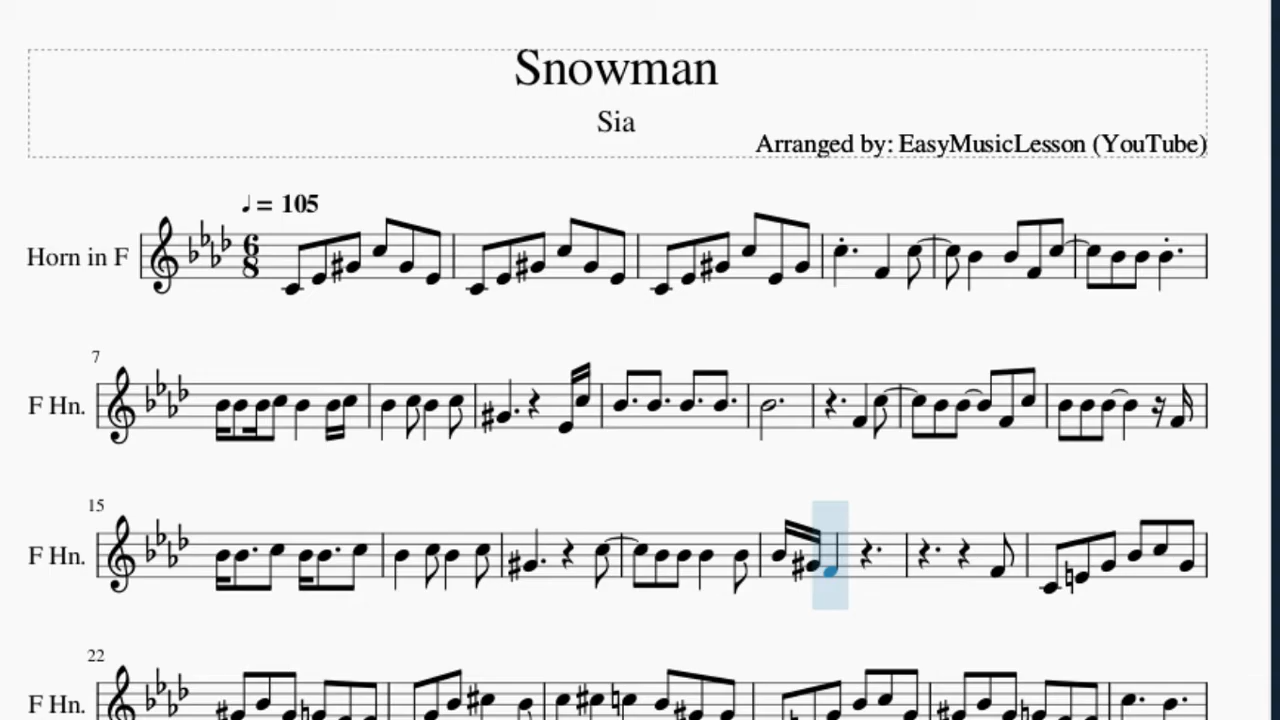 Snowman
Sia
Arranged by: EasyMusicLesson (YouTube)
♩ = 105
Horn in F
6
8
7
F Hn.
15
F Hn.
22
F Hn.